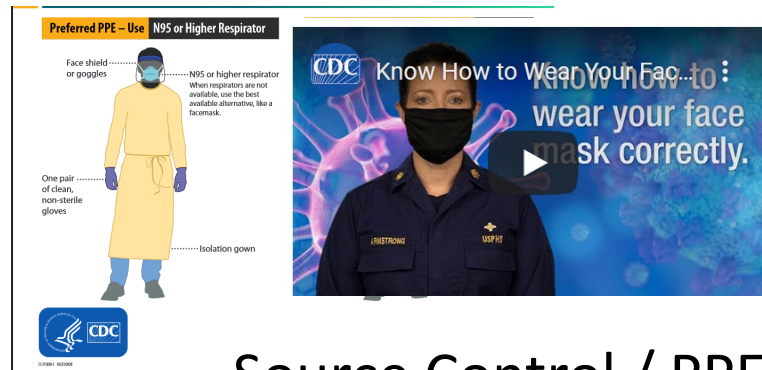 Preferred PPE – Use N95 or Higher Respirator
Face shield
or goggles
N95 or higher respirator
When respirators are not
available, use the best
available alternative, like a
facemask.
One pair
of clean,
non-sterile
gloves
Isolation gown
CDC
CDC
Know How to Wear Your Fac...
Know how to
wear your face
mask correctly.
ARMSTRONG
USPHS
Source Control / PPE